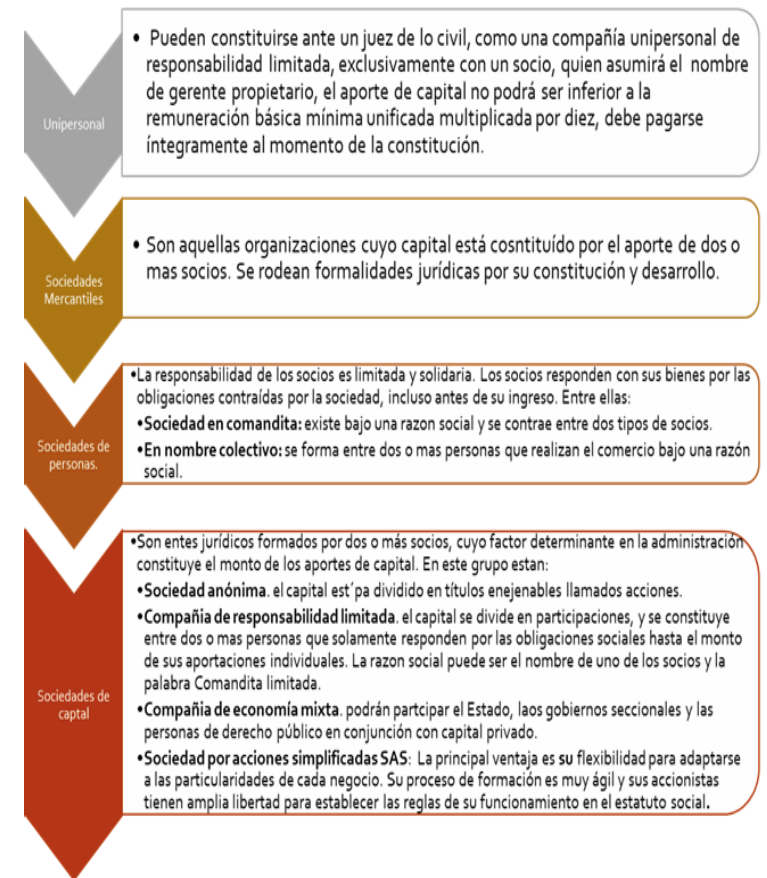 Unipersonal
• Pueden constituirse ante un juez de lo civil, como una compañía unipersonal de
responsabilidad limitada, exclusivamente con un socio, quien asumirá el nombre
de gerente propietario, el aporte de capital no podrá ser inferior a la
remuneración básica mínima unificada multiplicada por diez, debe pagarse
íntegramente al momento de la constitución.
Sociedades
Mercantiles
• Son aquellas organizaciones cuyo capital está cosntituído por el aporte de dos o
mas socios. Se rodean formalidades jurídicas por su constitución y desarrollo.
Sociedades de
personas.
•La responsabilidad de los socios es limitada y solidaria. Los socios responden con sus bienes por las
obligaciones contraídas por la sociedad, incluso antes de su ingreso. Entre ellas:
•Sociedad en comandita: existe bajo una razon social y se contrae entre dos tipos de socios.
•En nombre colectivo: se forma entre dos o mas personas que realizan el comercio bajo una razón
social.
Sociedades de
captal
•Son entes jurídicos formados por dos o más socios, cuyo factor determinante en la administración
constituye el monto de los aportes de capital. En este grupo estan:
•Sociedad anónima. el capital est´pa dividido en títulos enejenables llamados acciones.
•Compañia de responsabilidad limitada. el capital se divide en participaciones, y se constituye
entre dos o mas personas que solamente responden por las obligaciones sociales hasta el monto
de sus aportaciones individuales. La razon social puede ser el nombre de uno de los socios y la
palabra Comandita limitada.
•Compañia de economía mixta. podrán partcipar el Estado, laos gobiernos seccionales y las
personas de derecho público en conjunción con capital privado.
•Sociedad por acciones simplificadas SAS: La principal ventaja es su flexibilidad para adaptarse
a las particularidades de cada negocio. Su proceso de formación es muy ágil y sus accionistas
tienen amplia libertad para establecer las reglas de su funcionamiento en el estatuto social.